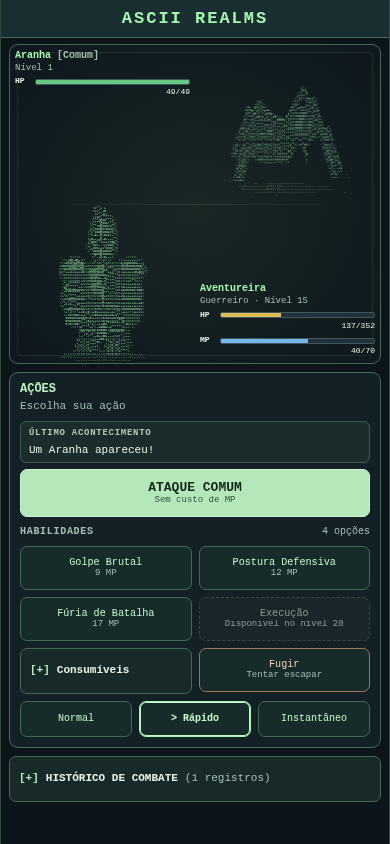 ASCII REALMS
Aranha [Comum]
Nível 1
HP
49/49
Aventureira
Guerreiro · Nível 15
HP
137/352
MP
40/70
AÇÕES
Escolha sua ação
ÚLTIMO ACONTECIMENTO
Um Aranha apareceu!
ATAQUE COMUM
Sem custo de MP
HABILIDADES 4 opções
Golpe Brutal
9 MP
Postura Defensiva
12 MP
Fúria de Batalha
17 MP
Execução
Disponível no nível 20
[+] Consumíveis
Fugir
Tentar escapar
Normal
> Rápido
Instantâneo
[+] HISTÓRICO DE COMBATE (1 registros)